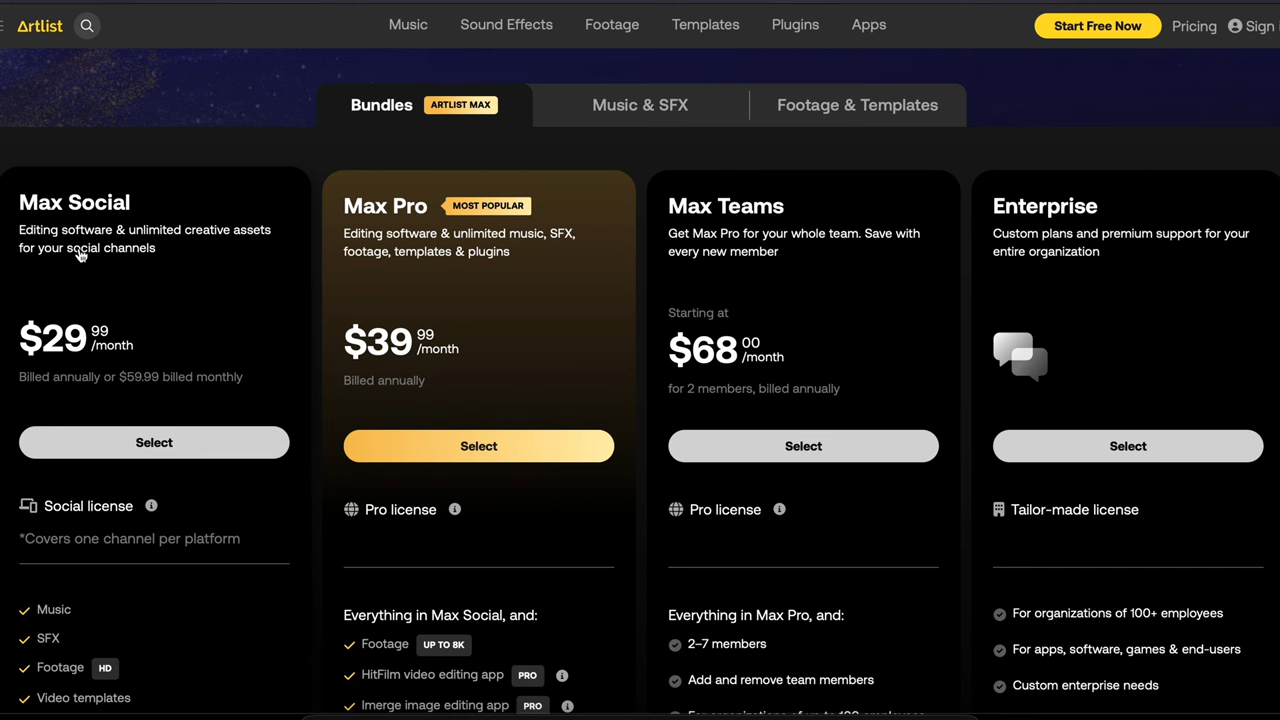 Artlist
Music
Sound Effects
Footage
Templates
Plugins
Apps
Start Free Now
Pricing
Sign
Bundles
ARTLIST MAX
Music & SFX
Footage & Templates
Max Social
Editing software & unlimited creative assets
for your social channels
$29 99 /month
Billed annually or $59.99 billed monthly
Select
Social license
*Covers one channel per platform
Music
SFX
Footage HD
Video templates
Max Pro
MOST POPULAR
Editing software & unlimited music, SFX,
footage, templates & plugins
$39 99 /month
Billed annually
Select
Pro license
Everything in Max Social, and:
Footage UP TO 8K
HitFilm video editing app PRO
Imerge image editing app PRO
Max Teams
Get Max Pro for your whole team. Save with
every new member
Starting at
$68 00 /month
for 2 members, billed annually
Select
Pro license
Everything in Max Pro, and:
2–7 members
Add and remove team members
Enterprise
Custom plans and premium support for your
entire organization
Select
Tailor-made license
For organizations of 100+ employees
For apps, software, games & end-users
Custom enterprise needs